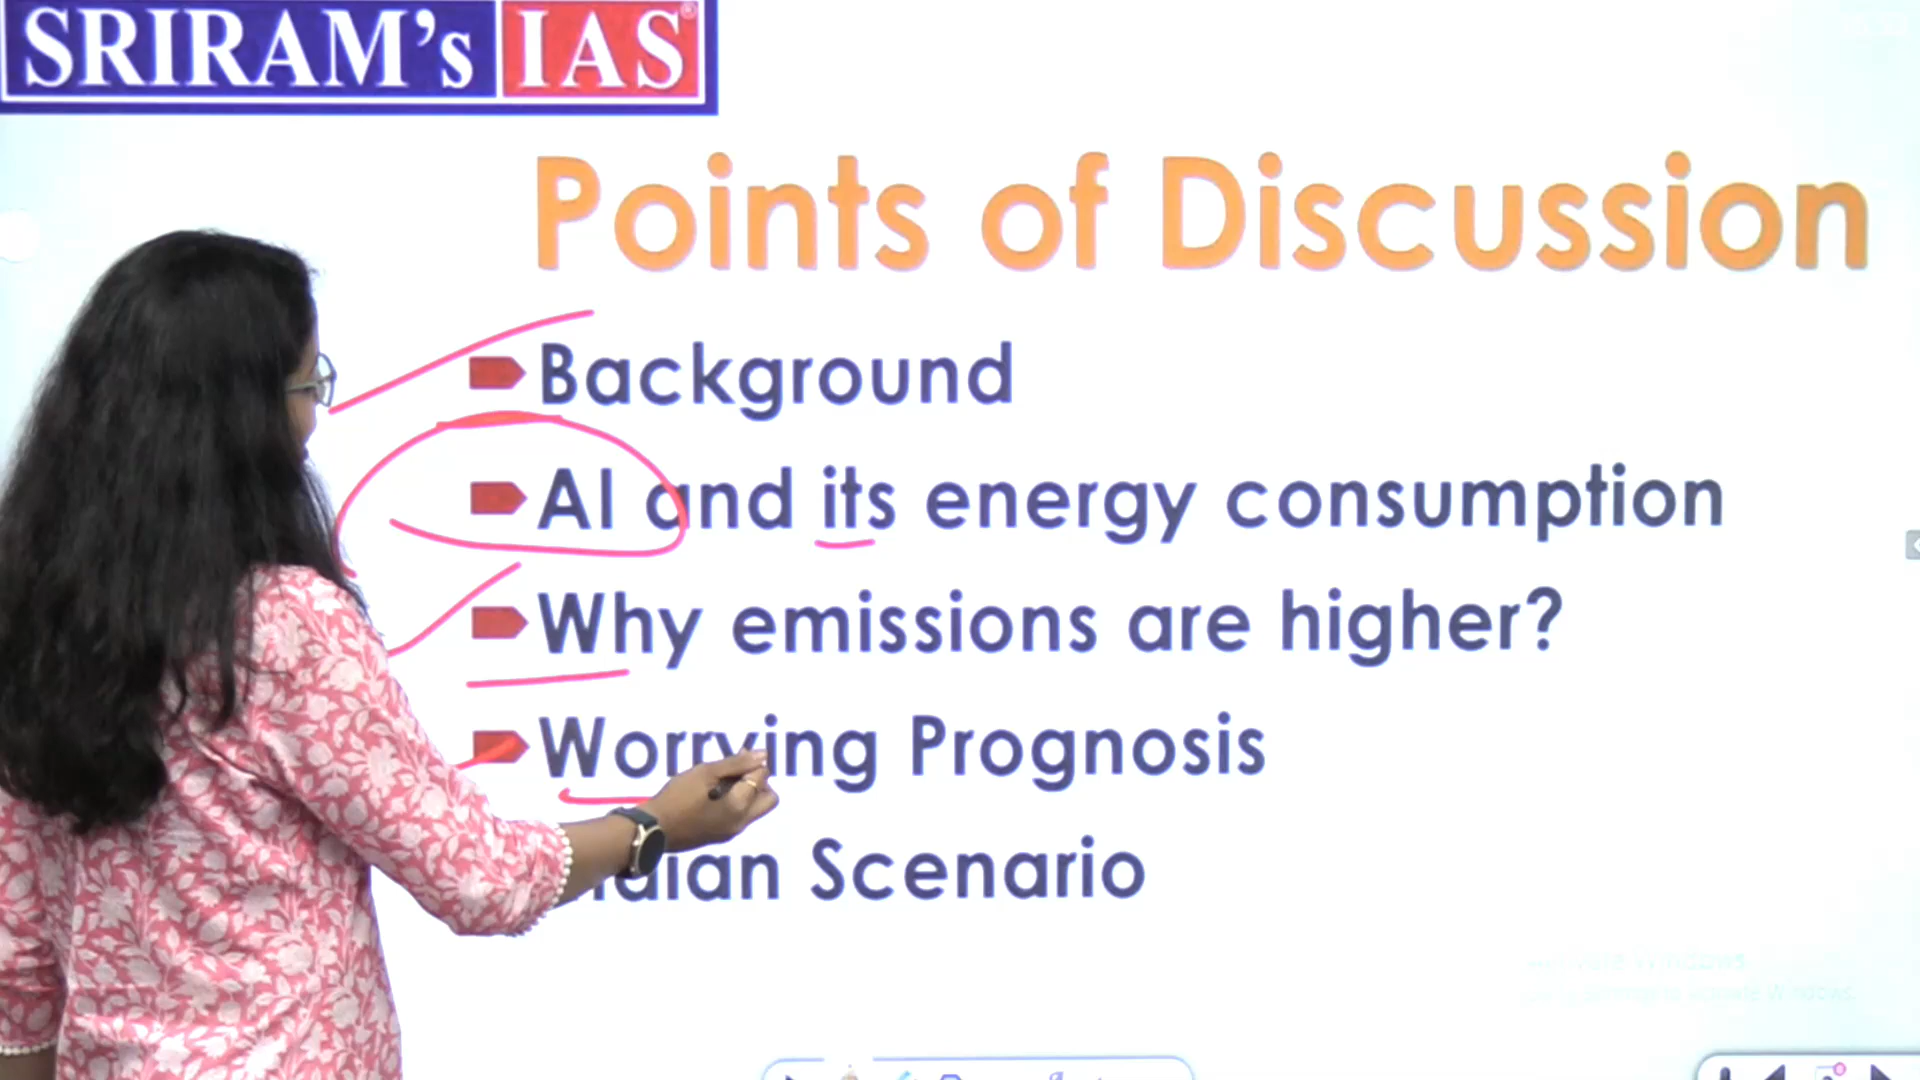 SRIRAM's IAS
Points of Discussion
Background
AI and its energy consumption
Why emissions are higher?
Worrying Prognosis
Scenario